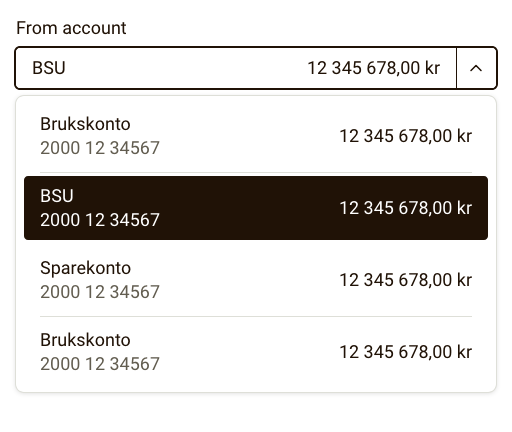 From account
BSU 12 345 678,00 kr
Brukskonto
2000 12 34567 12 345 678,00 kr
BSU
2000 12 34567 12 345 678,00 kr
Sparekonto
2000 12 34567 12 345 678,00 kr
Brukskonto
2000 12 34567 12 345 678,00 kr